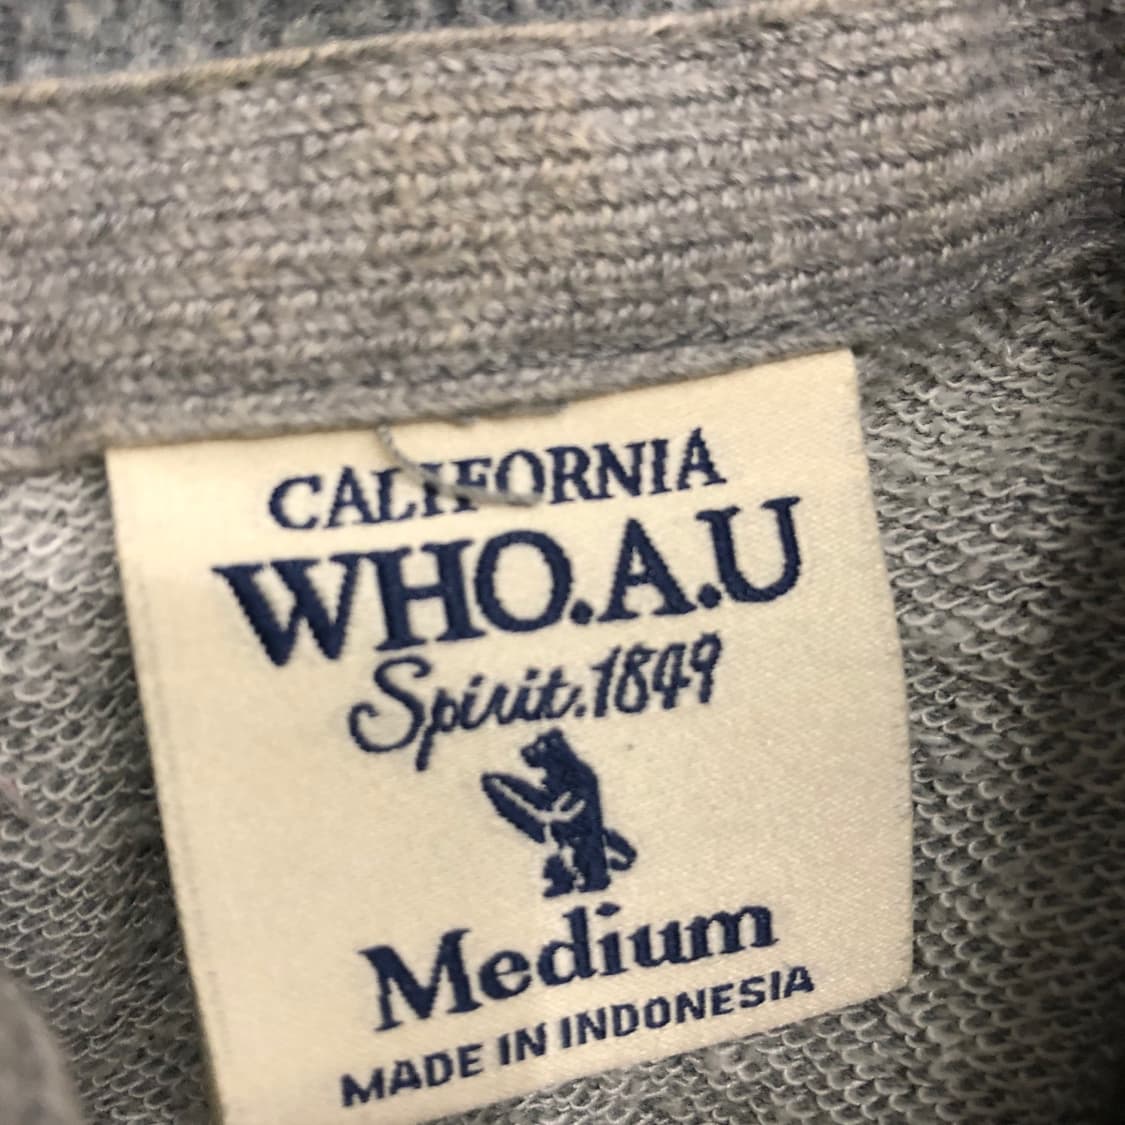 CALIFORNIA
WHO.A.U
Spirit.1849
Medium
MADE IN INDONESIA